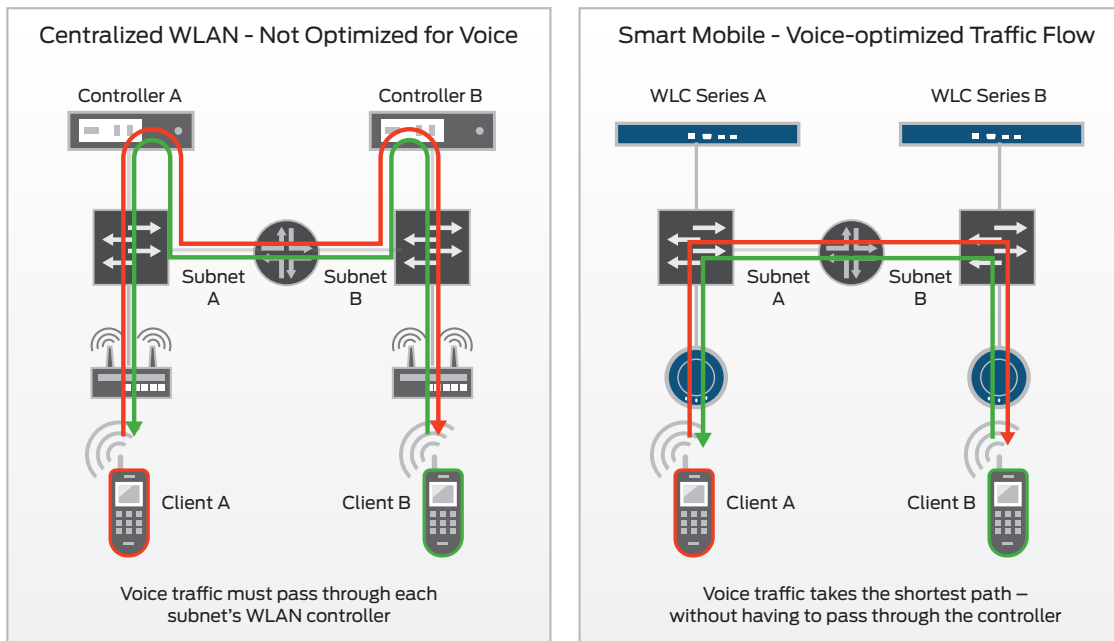 Centralized WLAN - Not Optimized for Voice
Controller A
Controller B
Subnet
A
Subnet
B
Client A
Client B
Voice traffic must pass through each
subnet's WLAN controller
Smart Mobile - Voice-optimized Traffic Flow
WLC Series A
WLC Series B
Subnet
A
Subnet
B
Client A
Client B
Voice traffic takes the shortest path –
without having to pass through the controller